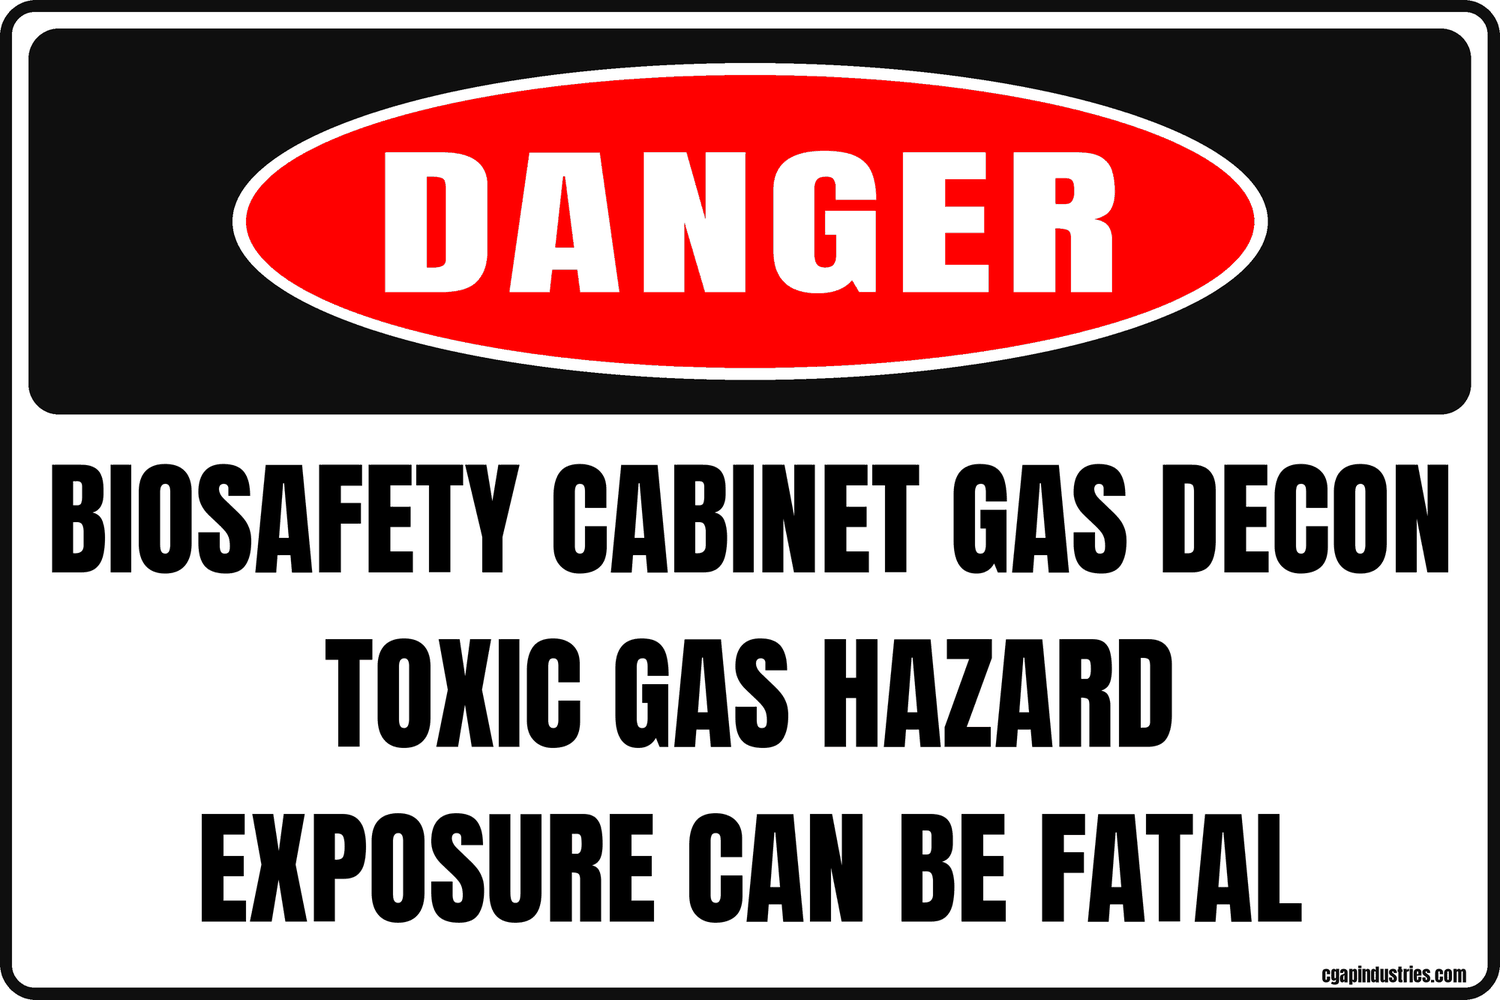 DANGER
BIOSAFETY CABINET GAS DECON
TOXIC GAS HAZARD
EXPOSURE CAN BE FATAL
cgapindustries.com